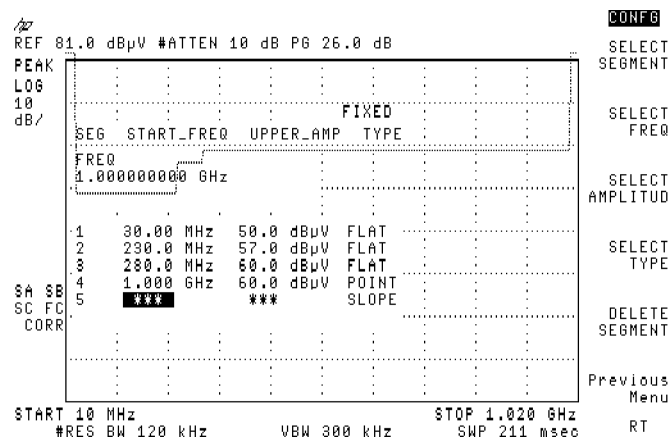 hp
REF 81.0 dBµV #ATTEN 10 dB PG 26.0 dB
PEAK
LOG
10
dB/
FIXED
SEG START_FREQ UPPER_AMP TYPE
FREQ
1.000000000 GHz
1 30.00 MHz 50.0 dBµV FLAT
2 230.0 MHz 57.0 dBµV FLAT
3 280.0 MHz 60.0 dBµV FLAT
4 1.000 GHz 60.0 dBµV POINT
5 *** *** SLOPE
SA SB
SC FC
CORR
START 10 MHz STOP 1.020 GHz
#RES BW 120 kHz VBW 300 kHz SWP 211 msec
CONFG
SELECT
SEGMENT
SELECT
FREQ
SELECT
AMPLITUD
SELECT
TYPE
DELETE
SEGMENT
Previous
Menu
RT